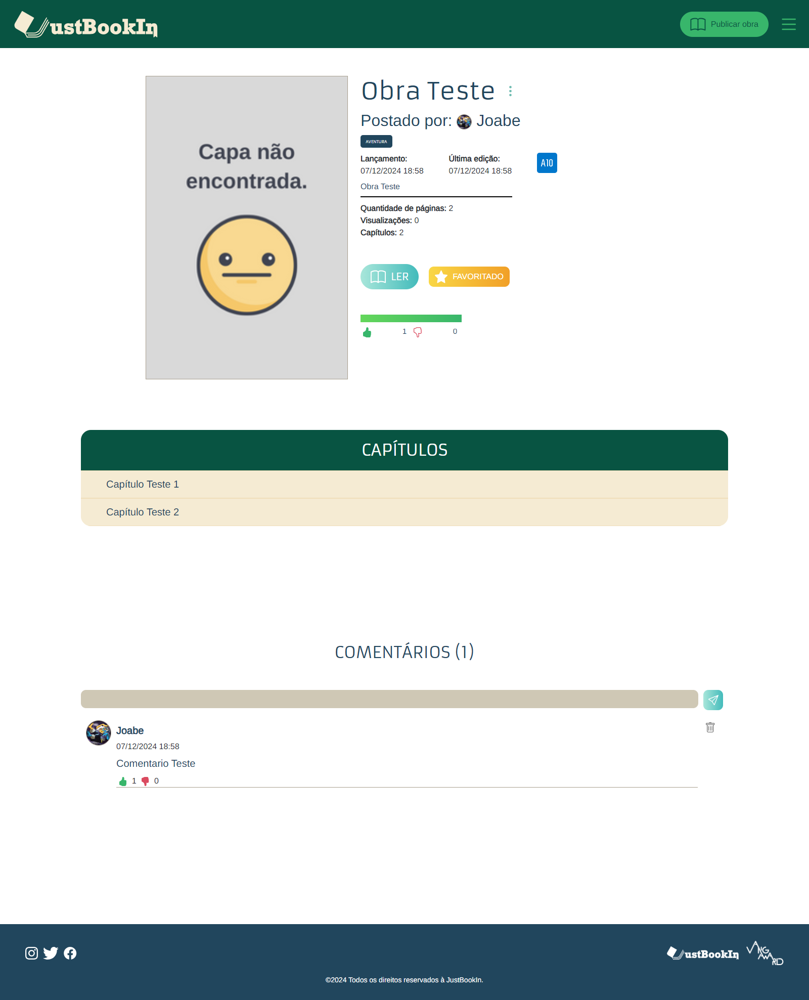 JustBookIn
Publicar obra
Capa não
encontrada.
Obra Teste
Postado por: Joabe
AVENTURA
Lançamento:
07/12/2024 18:58
Última edição:
07/12/2024 18:58
A10
Obra Teste
Quantidade de páginas: 2
Visualizações: 0
Capítulos: 2
LER
FAVORITADO
1
0
CAPÍTULOS
Capítulo Teste 1
Capítulo Teste 2
COMENTÁRIOS (1)
Joabe
07/12/2024 18:58
Comentario Teste
1
0
JustBookIn
VANGAWARD
©2024 Todos os direitos reservados à JustBookIn.